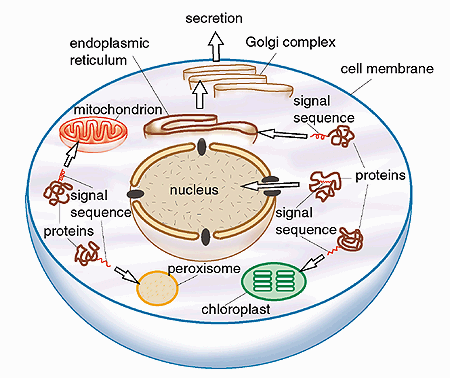 secretion
endoplasmic
reticulum
Golgi complex
cell membrane
mitochondrion
signal
sequence
nucleus
proteins
signal
sequence
signal
sequence
proteins
peroxisome
chloroplast